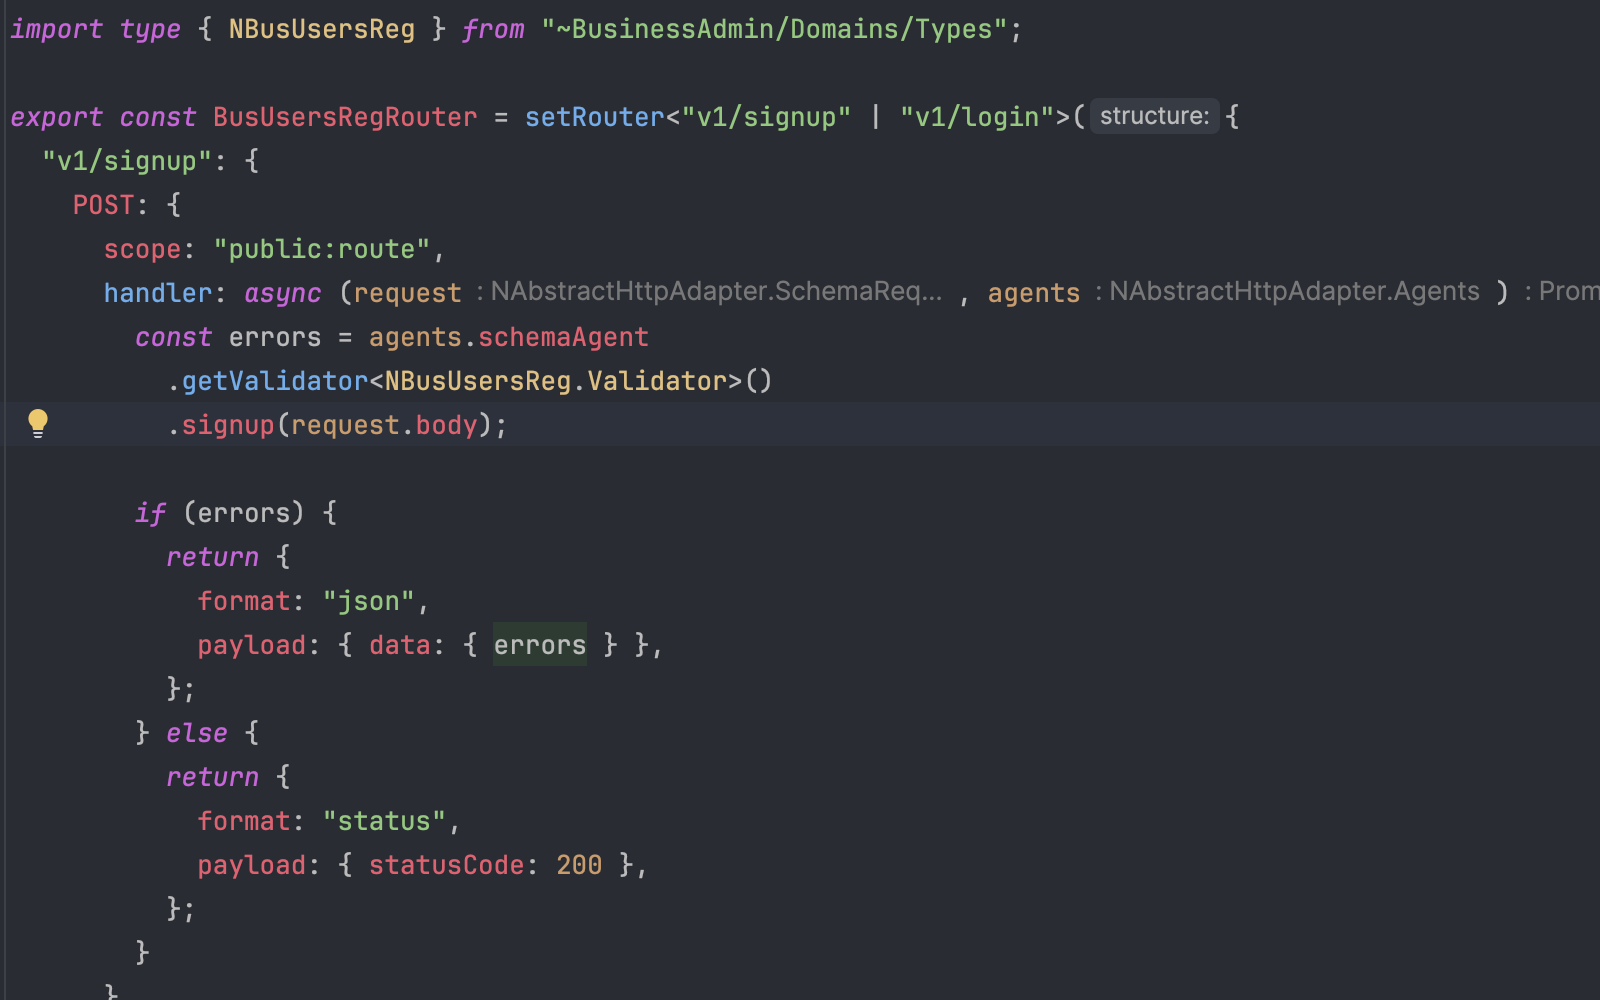 import type { NBusUsersReg } from "~BusinessAdmin/Domains/Types";
export const BusUsersRegRouter = setRouter<"v1/signup" | "v1/login">( structure: {
"v1/signup": {
POST: {
scope: "public:route",
handler: async (request : NAbstractHttpAdapter.SchemaReq... , agents : NAbstractHttpAdapter.Agents ) : Prom
const errors = agents.schemaAgent
.getValidator<NBusUsersReg.Validator>()
.signup(request.body);
if (errors) {
return {
format: "json",
payload: { data: { errors } },
};
} else {
return {
format: "status",
payload: { statusCode: 200 },
};
}
}